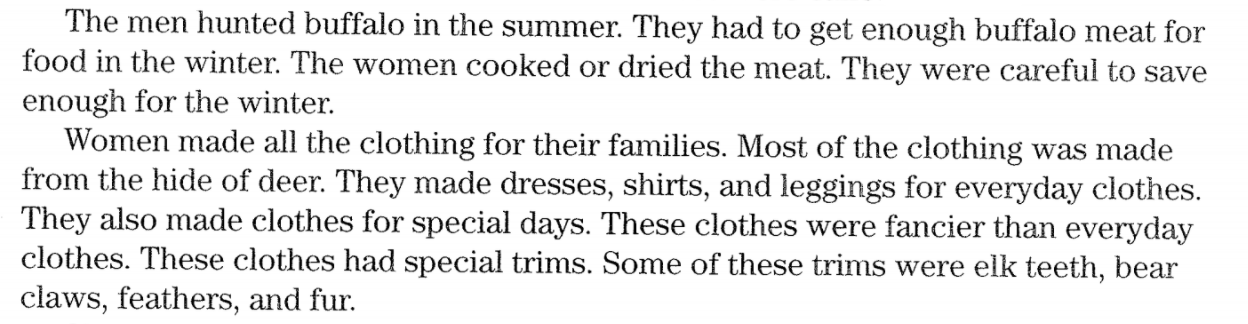 The men hunted buffalo in the summer. They had to get enough buffalo meat for
food in the winter. The women cooked or dried the meat. They were careful to save
enough for the winter.
Women made all the clothing for their families. Most of the clothing was made
from the hide of deer. They made dresses, shirts, and leggings for everyday clothes.
They also made clothes for special days. These clothes were fancier than everyday
clothes. These clothes had special trims. Some of these trims were elk teeth, bear
claws, feathers, and fur.